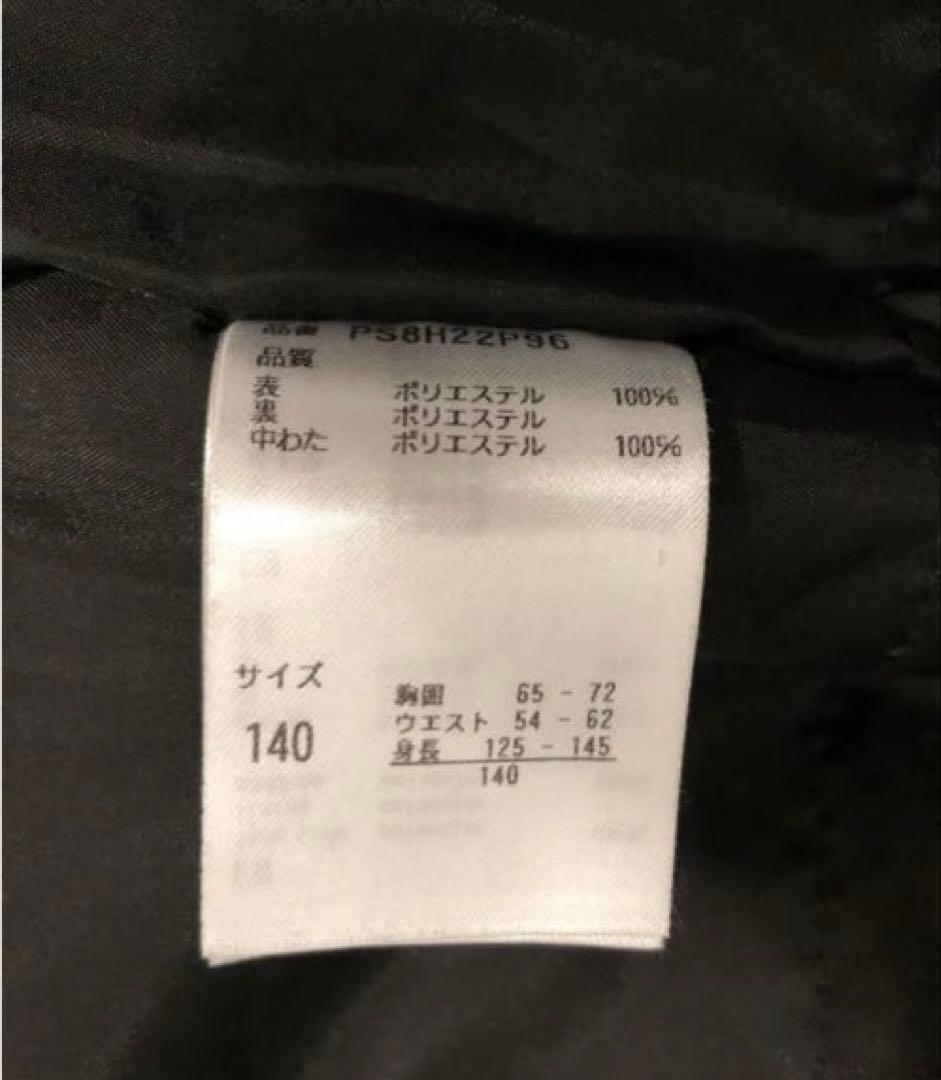 品番 PS8H22P96
品質
表 ポリエステル 100%
裏 ポリエステル
中わた ポリエステル 100%
サイズ
140
胸囲 65 - 72
ウエスト 54 - 62
身長 125 - 145
140